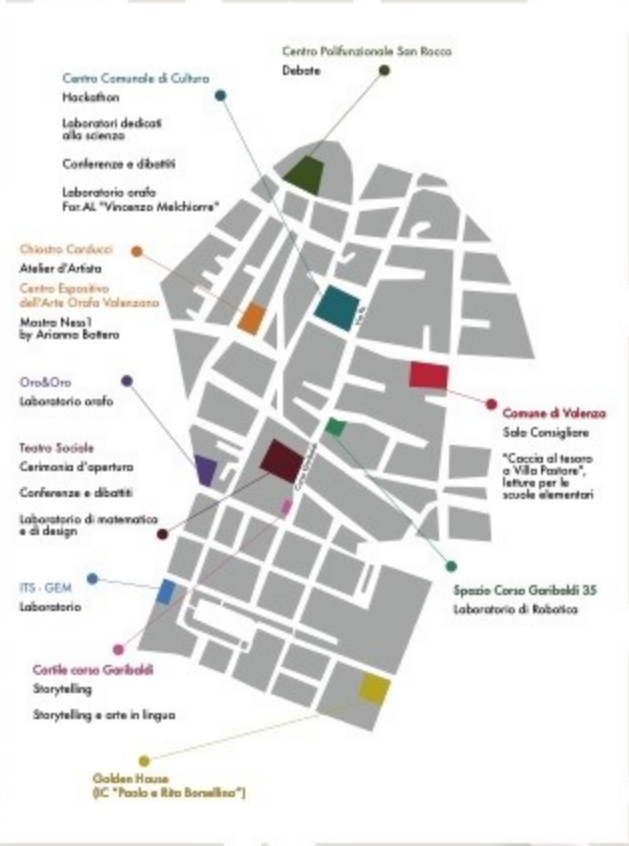 Centro Polifunzionale San Rocco
Debate
Centro Comunale di Cultura
Hackathon
Laboratori dedicati
alla scienza
Conferenze e dibattiti
Laboratorio orafo
For.AL "Vincenzo Melchiorre"
Chiostro Carducci
Atelier d'Artista
Centro Espositivo
dell'Arte Orafa Valenzana
Mostra Ness1
by Arianna Bottero
Oro&Oro
Laboratorio orafo
Teatro Sociale
Cerimonia d'apertura
Conferenze e dibattiti
Laboratorio di matematica
e di design
ITS - GEM
Laboratorio
Cortile corso Garibaldi
Storytelling
Storytelling e arte in lingua
Golden House
(IC "Paolo e Rita Borsellino")
Comune di Valenza
Sala Consigliare
"Caccia al tesoro
a Villa Pastore",
letture per le
scuole elementari
Spazio Corso Garibaldi 35
Laboratorio di Robotica
Corso Garibaldi